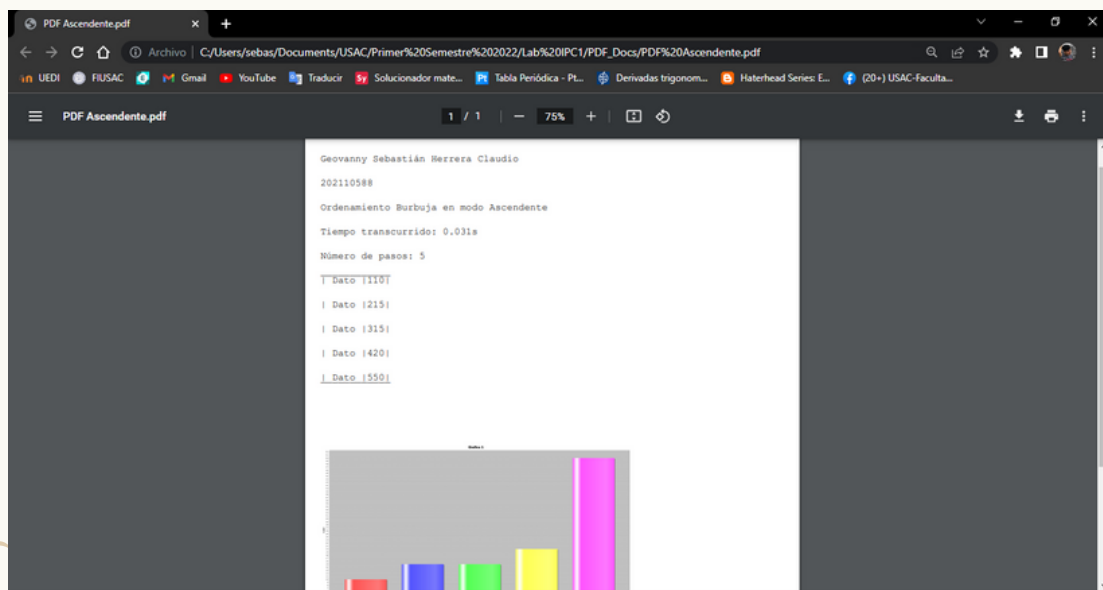 PDF Ascendente.pdf
Archivo | C:/Users/sebas/Documents/USAC/Primer%20Semestre%202022/Lab%20IPC1/PDF_Docs/PDF%20Ascendente.pdf
UEDI FIUSAC Gmail YouTube Traducir Sy Solucionador mate... Pt Tabla Periódica - Pt... Derivadas trigonom... Haterhead Series: E... (20+) USAC-Faculta...
PDF Ascendente.pdf 1 / 1 | — 75% + |
Geovanny Sebastián Herrera Claudio
202110588
Ordenamiento Burbuja en modo Ascendente
Tiempo transcurrido: 0.031s
Número de pasos: 5
| Dato |110|
| Dato |215|
| Dato |315|
| Dato |420|
| Dato |550|